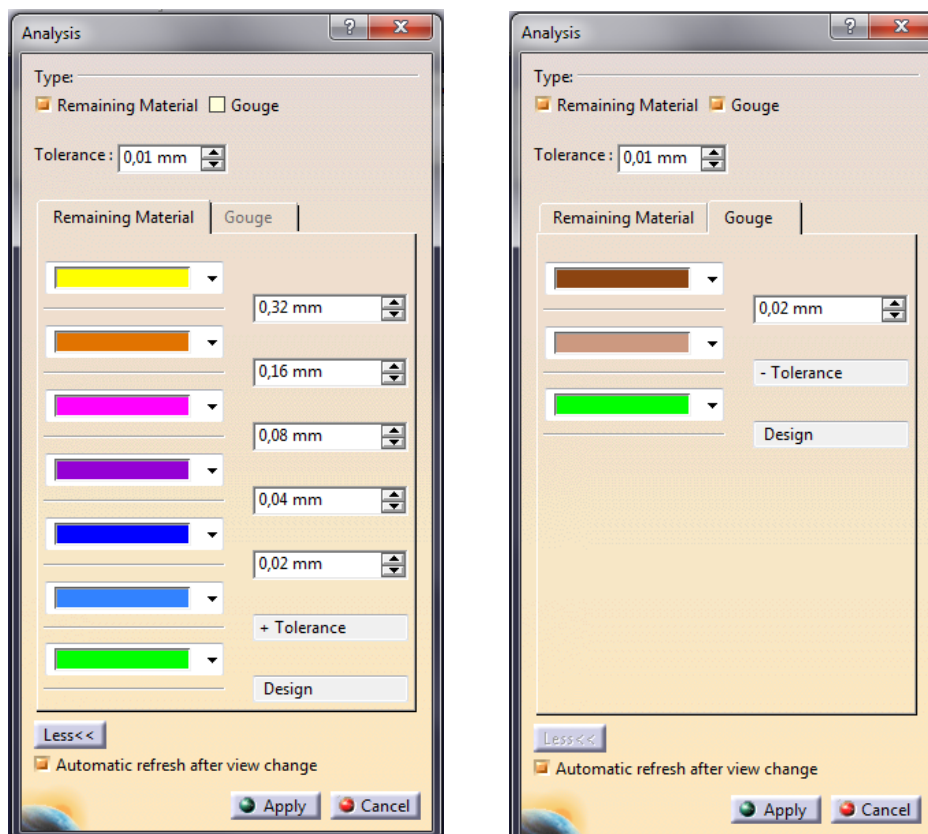 Analysis
?
X
Type:
Remaining Material Gouge
Tolerance : 0,01 mm
Remaining Material Gouge
0,32 mm
0,16 mm
0,08 mm
0,04 mm
0,02 mm
+ Tolerance
Design
Less<<
Automatic refresh after view change
Apply Cancel
Analysis
?
X
Type:
Remaining Material Gouge
Tolerance : 0,01 mm
Remaining Material Gouge
0,02 mm
- Tolerance
Design
Less<<
Automatic refresh after view change
Apply Cancel